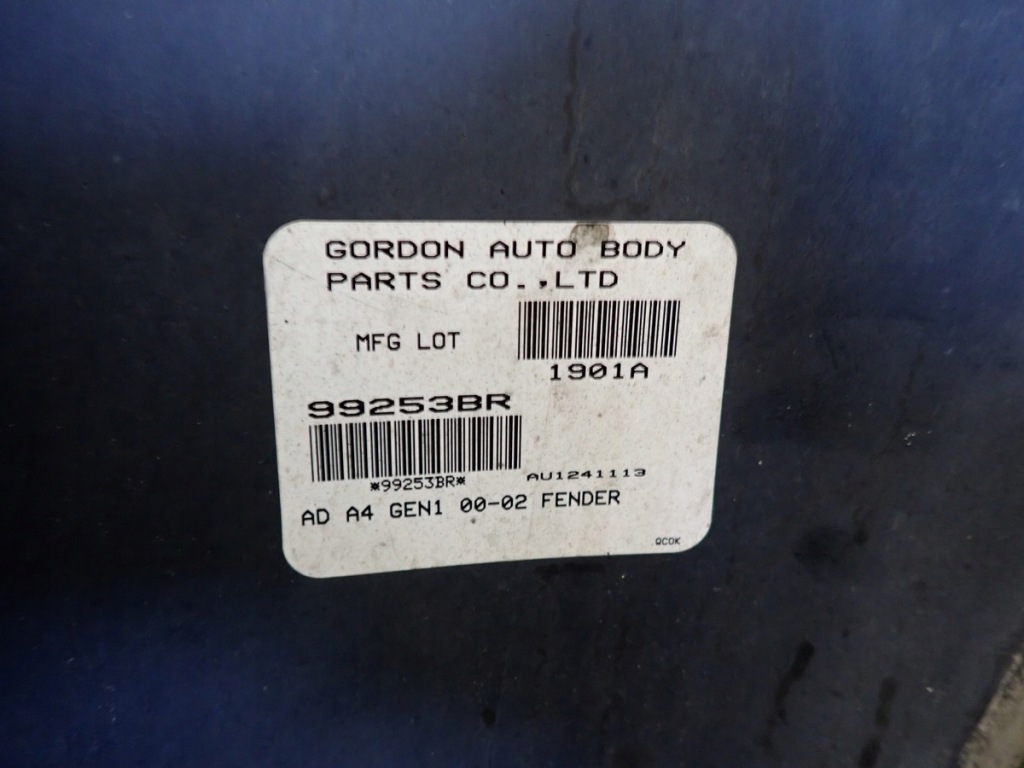 GORDON AUTO BODY
PARTS CO.,LTD
MFG LOT
1901A
99253BR
*99253BR*
AU1241113
AD A4 GEN1 00-02 FENDER
QCOK